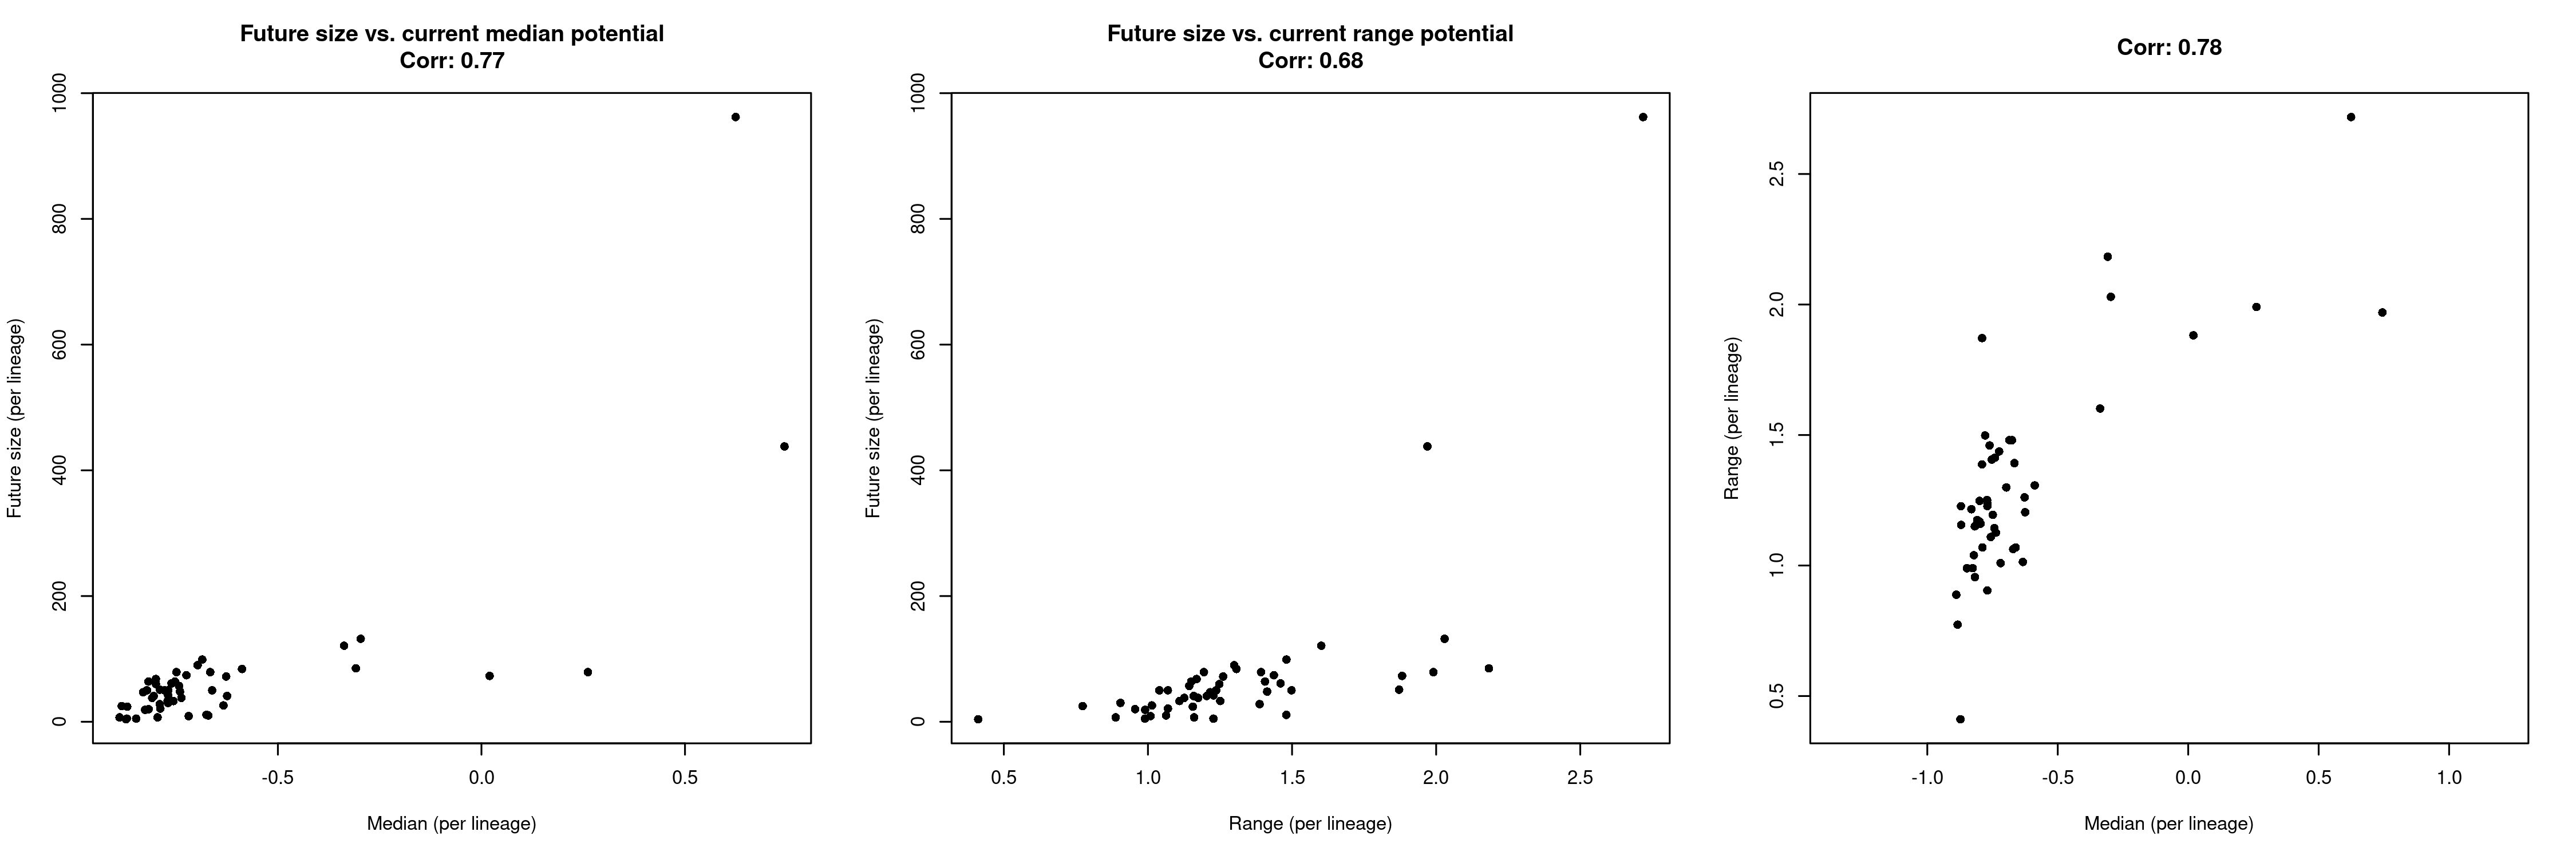 Future size vs. current median potential
Corr: 0.77
Future size (per lineage)
0
200
400
600
800
1000
-0.5
0.0
0.5
Median (per lineage)
Future size vs. current range potential
Corr: 0.68
Future size (per lineage)
0
200
400
600
800
1000
0.5
1.0
1.5
2.0
2.5
Range (per lineage)
Corr: 0.78
Range (per lineage)
0.5
1.0
1.5
2.0
2.5
-1.0
-0.5
0.0
0.5
1.0
Median (per lineage)